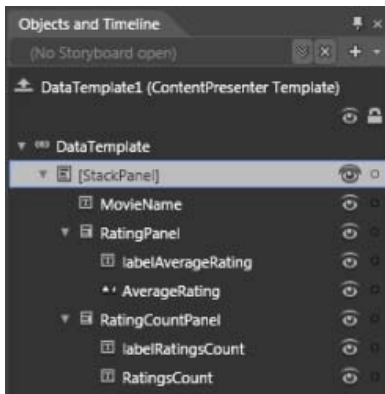 Objects and Timeline
(No Storyboard open)
DataTemplate1 (ContentPresenter Template)
DataTemplate
[StackPanel]
MovieName
RatingPanel
labelAverageRating
AverageRating
RatingCountPanel
labelRatingsCount
RatingsCount